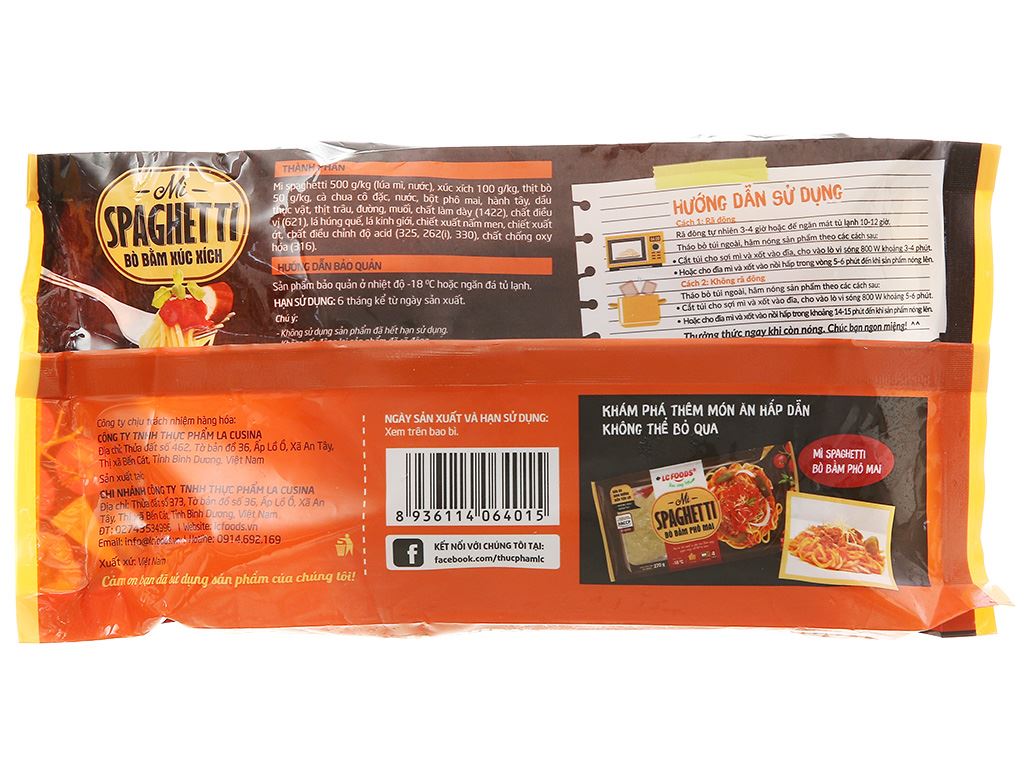 Mì
SPAGHETTI
BÒ BẰM XÚC XÍCH
THÀNH PHẦN
Mì spaghetti 500 g/kg (lúa mì, nước), xúc xích 100 g/kg, thịt bò
50 g/kg, cà chua cô đặc, nước, bột phô mai, hành tây, dầu
thực vật, thịt trâu, đường, muối, chất làm dày (1422), chất điều
vị (621), lá húng quế, lá kinh giới, chiết xuất nấm men, chiết xuất
ớt, chất điều chỉnh độ acid (325, 262(i), 330), chất chống oxy
hóa (316).
HƯỚNG DẪN BẢO QUẢN
Sản phẩm bảo quản ở nhiệt độ -18 ºC hoặc ngăn đá tủ lạnh.
HẠN SỬ DỤNG: 6 tháng kể từ ngày sản xuất.
Chú ý:
- Không sử dụng sản phẩm đã hết hạn sử dụng.
HƯỚNG DẪN SỬ DỤNG
Cách 1: Rã đông
Rã đông tự nhiên 3-4 giờ hoặc để ngăn mát tủ lạnh 10-12 giờ.
Tháo bỏ túi ngoài, hâm nóng sản phẩm theo các cách sau:
• Cắt túi cho sợi mì và xốt vào đĩa, cho vào lò vi sóng 800 W khoảng 3-4 phút.
• Hoặc cho đĩa mì và xốt vào nồi hấp trong vòng 5-6 phút đến khi sản phẩm nóng lên.
Cách 2: Không rã đông
Tháo bỏ túi ngoài, hâm nóng sản phẩm theo các cách sau:
• Cắt túi cho sợi mì và xốt vào đĩa, cho vào lò vi sóng 800W khoảng 5-6 phút.
• Hoặc cho đĩa mì và xốt vào nồi hấp khoảng 14-15 phút đến khi sản phẩm nóng lên.
Thưởng thức ngay khi còn nóng. Chúc bạn ngon miệng! ^^
Công ty chịu trách nhiệm hàng hóa:
CÔNG TY TNHH THỰC PHẨM LA CUSINA
Địa chỉ: Thửa đất số 462, Tờ bản đồ 36, Ấp Lồ Ồ, Xã An Tây,
Thị xã Bến Cát, Tỉnh Bình Dương, Việt Nam
Sản xuất tại:
CHI NHÁNH CÔNG TY TNHH THỰC PHẨM LA CUSINA
Địa chỉ: Thửa đất số 373, Tờ bản đồ số 36, Ấp Lồ Ồ, Xã An
Tây, Thị xã Bến Cát, Tỉnh Bình Dương, Việt Nam
ĐT: 02743534996 | Website: lcfoods.vn
Email: info@lcfoods.vn Hotline: 0914.692.169
Xuất xứ: Việt Nam
Cảm ơn bạn đã sử dụng sản phẩm của chúng tôi!
NGÀY SẢN XUẤT VÀ HẠN SỬ DỤNG:
Xem trên bao bì.
8 936114 064015
f
KẾT NỐI VỚI CHÚNG TÔI TẠI:
facebook.com/thucphamlc
KHÁM PHÁ THÊM MÓN ĂN HẤP DẪN
KHÔNG THỂ BỎ QUA
MÌ SPAGHETTI
BÒ BẰM PHÔ MAI
LC FOODS
Mì
SPAGHETTI
BÒ BẰM PHÔ MAI
HACCP
270 g
-18 ºC